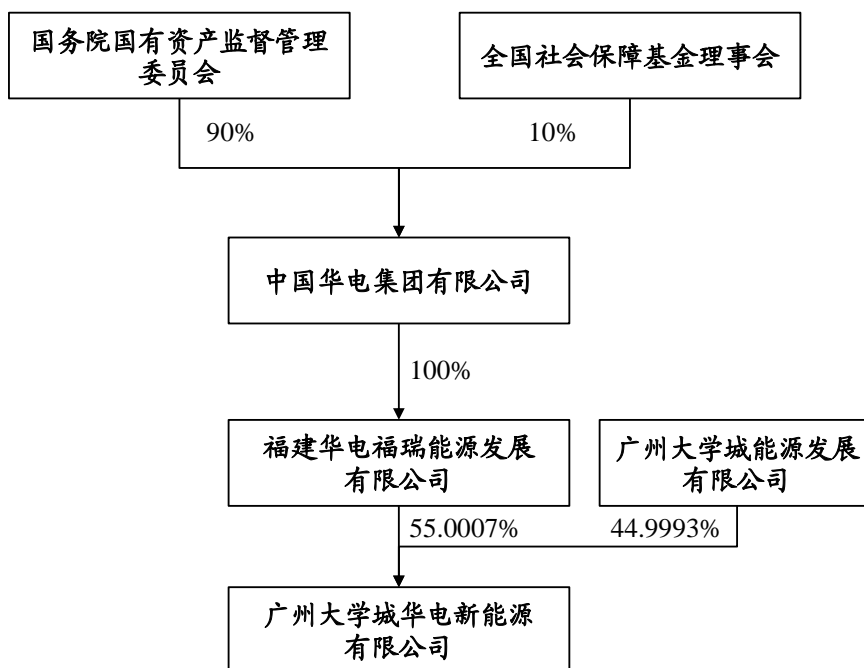 国务院国有资产监督管理
委员会
全国社会保障基金理事会
90%
10%
中国华电集团有限公司
100%
福建华电福瑞能源发展
有限公司
广州大学城能源发展
有限公司
55.0007%
44.9993%
广州大学城华电新能源
有限公司